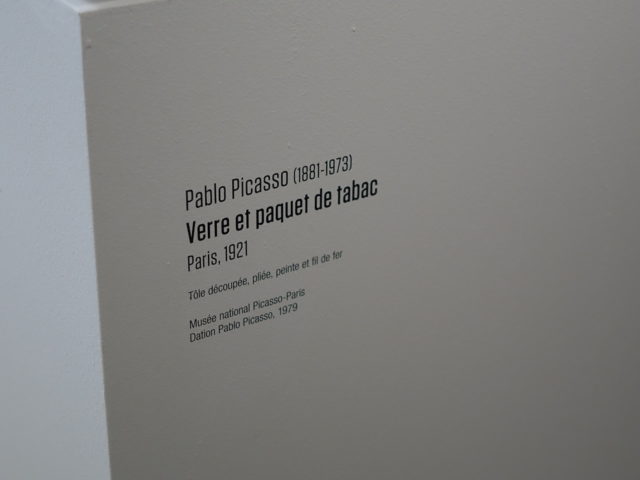 Pablo Picasso (1881-1973)
Verre et paquet de tabac
Paris, 1921
Tôle découpée, pliée, peinte et fil de fer
Musée national Picasso-Paris
Dation Pablo Picasso, 1979